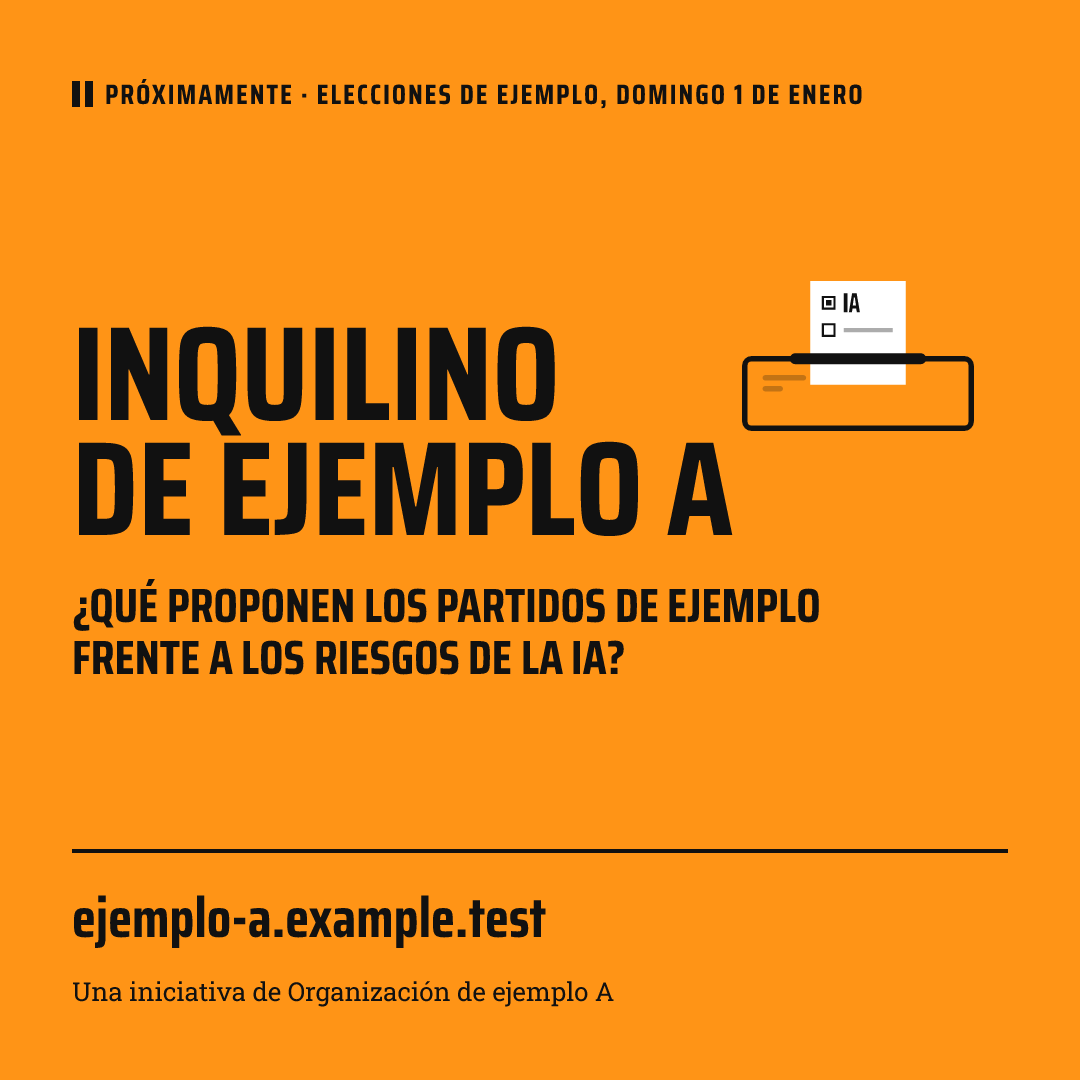 PRÓXIMAMENTE · ELECCIONES DE EJEMPLO, DOMINGO 1 DE ENERO
IA
INQUILINO
DE EJEMPLO A
¿QUÉ PROPONEN LOS PARTIDOS DE EJEMPLO
FRENTE A LOS RIESGOS DE LA IA?
ejemplo-a.example.test
Una iniciativa de Organización de ejemplo A